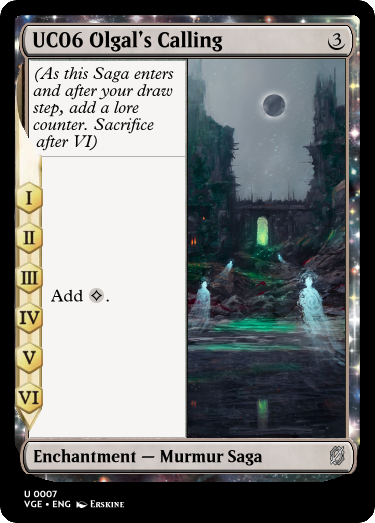 UC06 Olgal's Calling 3
(As this Saga enters
and after your draw
step, add a lore
counter. Sacrifice
after VI)
I
II
III
IV
V
VI
Add ◇.
Enchantment — Murmur Saga
U 0007
VGE • ENG Erskine